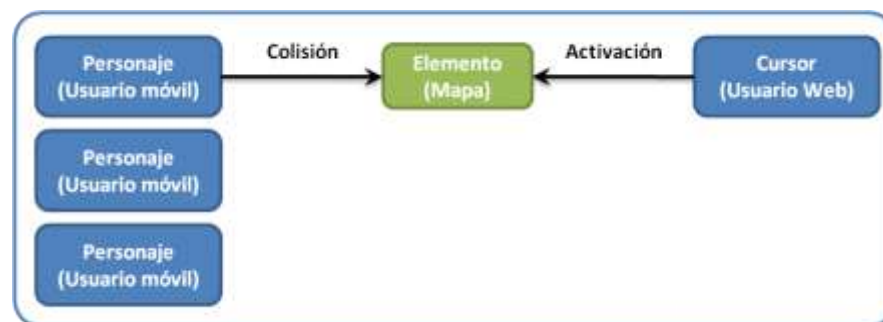 Personaje
(Usuario móvil)
Colisión
Elemento
(Mapa)
Activación
Cursor
(Usuario Web)
Personaje
(Usuario móvil)
Personaje
(Usuario móvil)